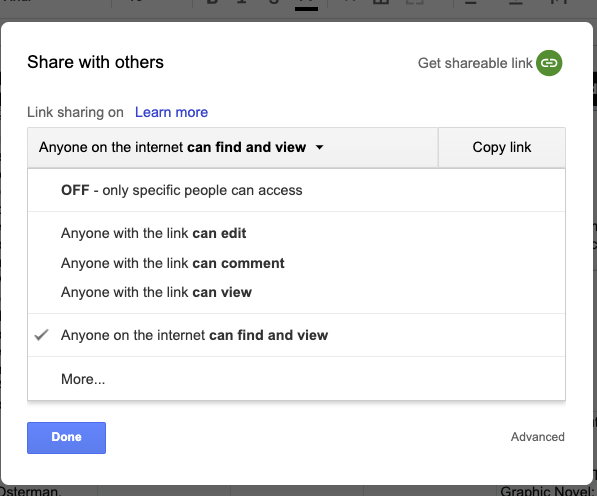 Share with others
Get shareable link
Link sharing on Learn more
Anyone on the internet can find and view
Copy link
OFF - only specific people can access
Anyone with the link can edit
Anyone with the link can comment
Anyone with the link can view
Anyone on the internet can find and view
More...
Done
Advanced
Osterman.
Graphic Novel: